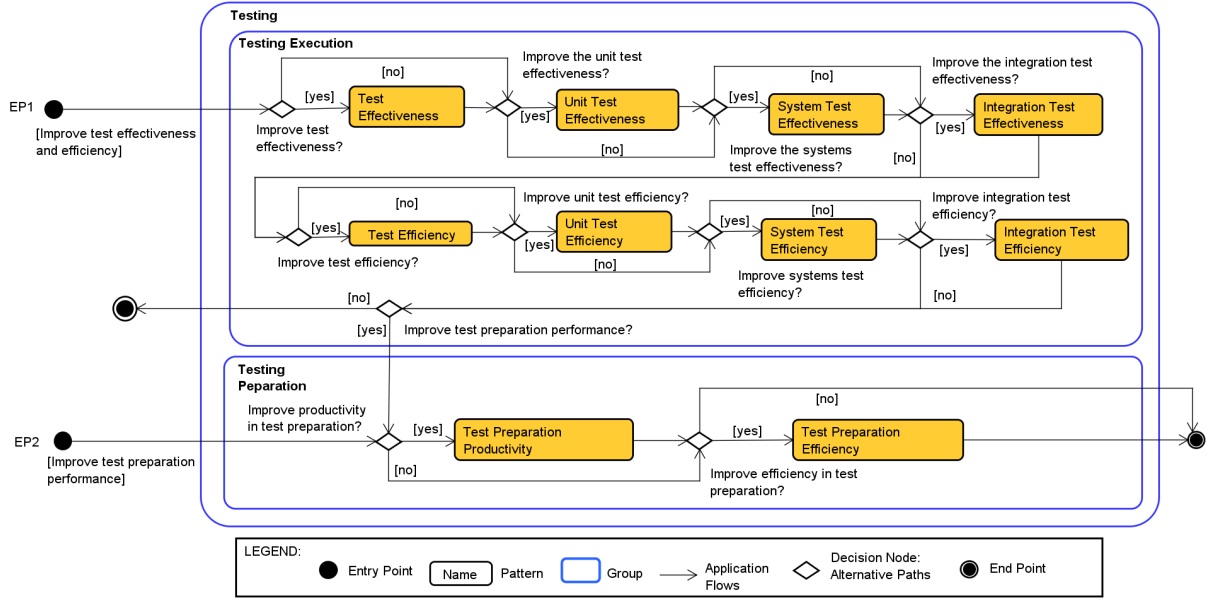 Testing
Testing Execution
Improve the unit test
effectiveness?
Improve the integration test
effectiveness?
[no]
[no]
EP1
[yes]
Test
Effectiveness
[yes]
Unit Test
Effectiveness
[yes]
System Test
Effectiveness
[yes]
Integration Test
Effectiveness
[Improve test effectiveness
and efficiency]
Improve test
effectiveness?
[no]
Improve the systems
test effectiveness?
[no]
[no]
Improve unit test efficiency?
[no]
Improve integration test
efficiency?
[yes]
Test Efficiency
[yes]
Unit Test
Efficiency
[yes]
System Test
Efficiency
[yes]
Integration Test
Efficiency
Improve test efficiency?
[no]
Improve systems test
efficiency?
[no]
[no]
[yes]
Improve test preparation performance?
Testing
Peparation
Improve productivity
in test preparation?
[no]
EP2
[yes]
Test Preparation
Productivity
[yes]
Test Preparation
Efficiency
[Improve test preparation
performance]
[no]
Improve efficiency in test
preparation?
LEGEND:
Entry Point
Name
Pattern
Group
Application
Flows
Decision Node:
Alternative Paths
End Point